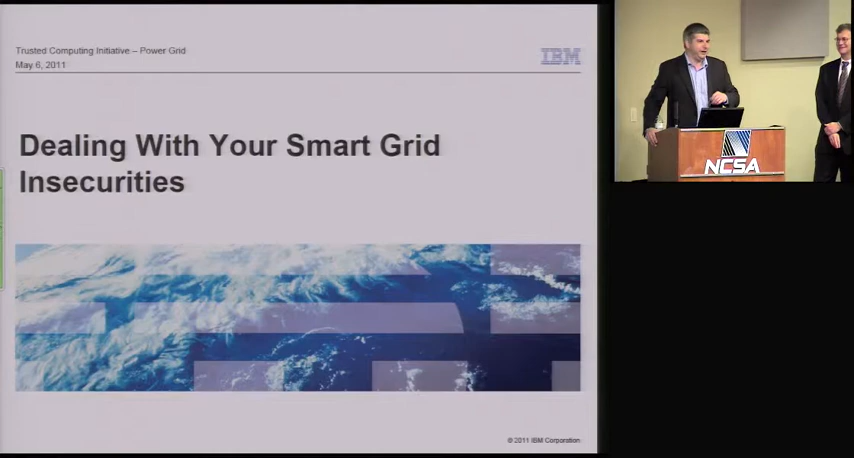 Trusted Computing Initiative – Power Grid
May 6, 2011
IBM
Dealing With Your Smart Grid
Insecurities
© 2011 IBM Corporation
NCSA